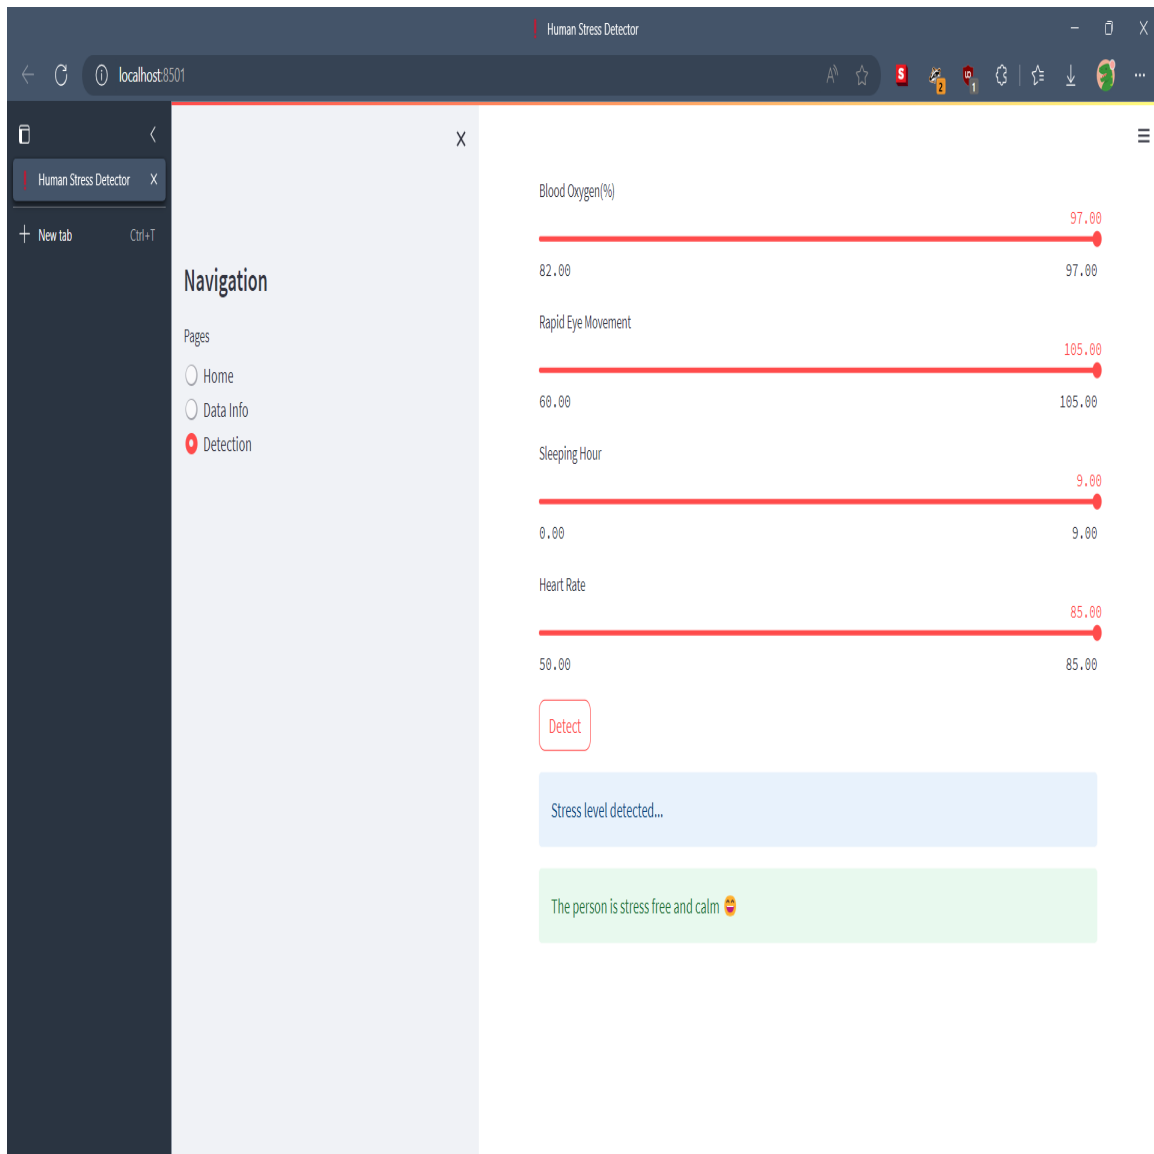 Human Stress Detector
localhost:8501
A
S
2
UD
1
Human Stress Detector
New tab Ctrl+T
Navigation
Pages
Home
Data Info
Detection
Blood Oxygen(%)
97.00
82.00 97.00
Rapid Eye Movement
105.00
60.00 105.00
Sleeping Hour
9.00
0.00 9.00
Heart Rate
85.00
50.00 85.00
Detect
Stress level detected...
The person is stress free and calm 😄